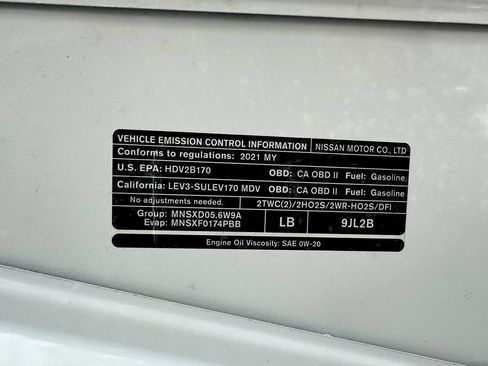 VEHICLE EMISSION CONTROL INFORMATION NISSAN MOTOR CO., LTD
Conforms to regulations: 2021 MY
U.S. EPA: HDV2B170 OBD: CA OBD II Fuel: Gasoline
California: LEV3-SULEV170 MDV OBD: CA OBD II Fuel: Gasoline
No adjustments needed. 2TWC(2)/2HO2S/2WR-HO2S/DFI
Group: MNSXD05.6W9A
Evap: MNSXF0174PBB
LB 9JL2B
Engine Oil Viscosity: SAE 0W-20